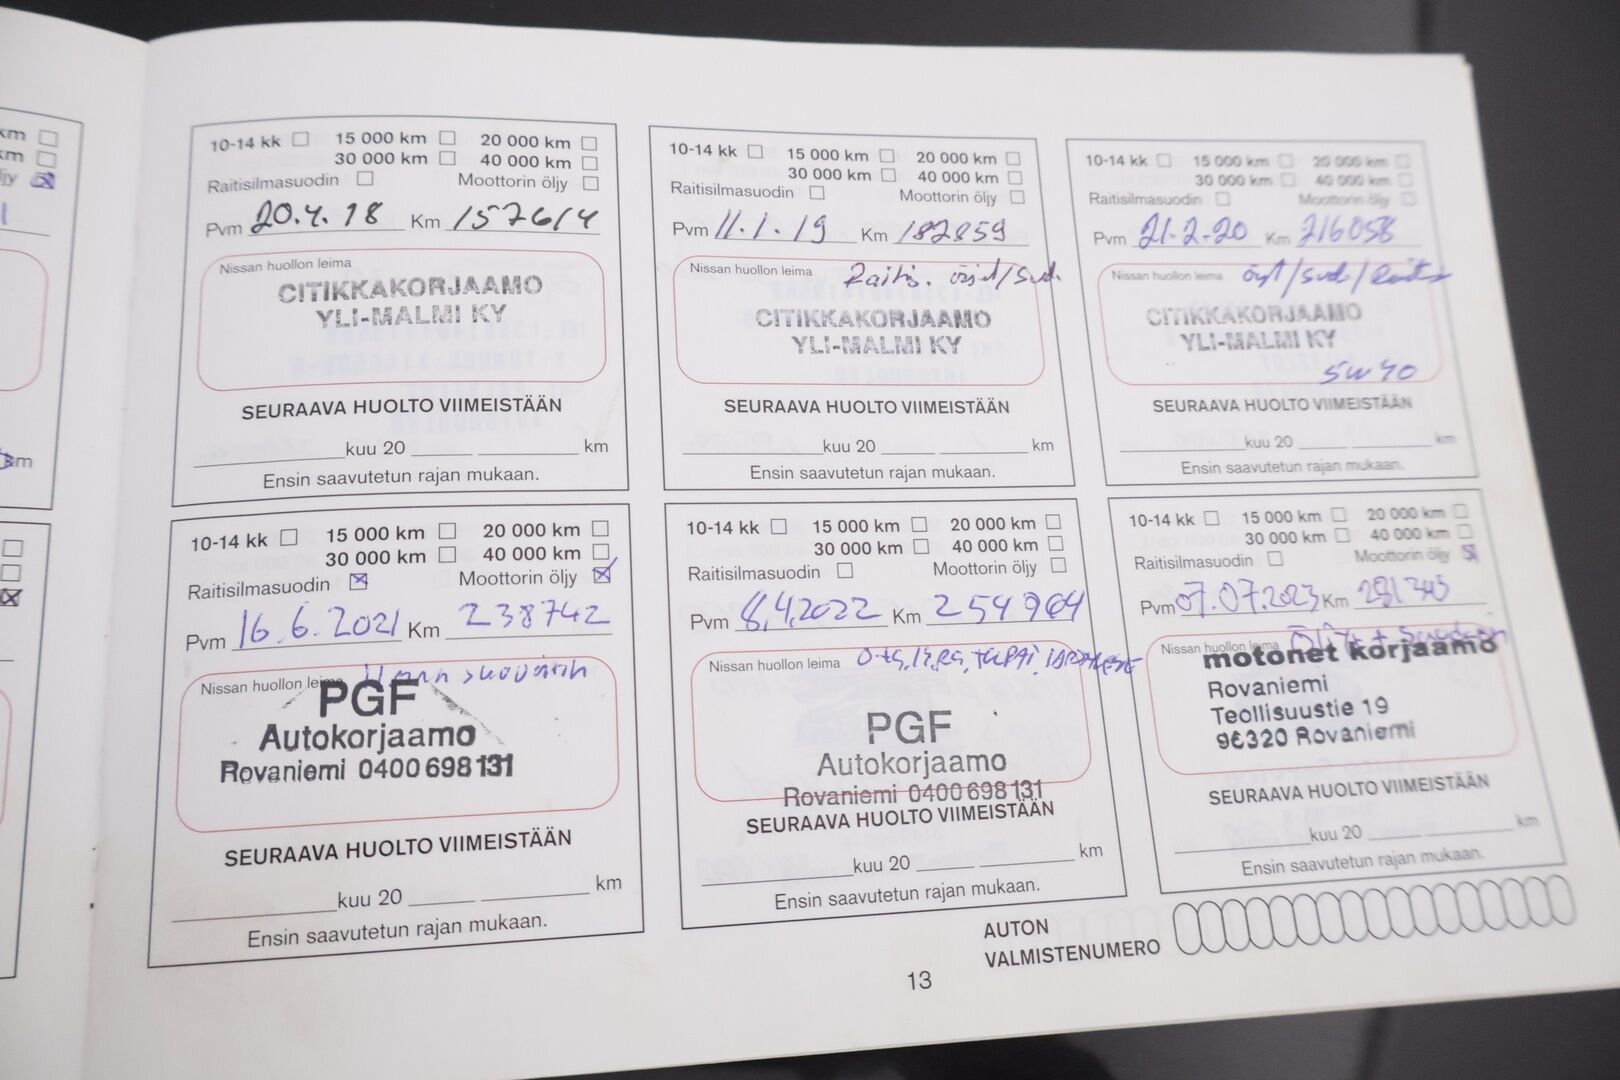 km
km
km
10-14 kk 15 000 km 20 000 km
30 000 km 40 000 km
Raitisilmasuodin Moottorin öljy
Pvm 20.4.18 Km 157614
Nissan huollon leima
CITIKKAKORJAAMO
YLI-MALMI KY
SEURAAVA HUOLTO VIIMEISTÄÄN
kuu 20 km
Ensin saavutetun rajan mukaan.
10-14 kk 15 000 km 20 000 km
30 000 km 40 000 km
Raitisilmasuodin Moottorin öljy
Pvm 11.1.19 Km 182859
Nissan huollon leima
CITIKKAKORJAAMO
YLI-MALMI KY
SEURAAVA HUOLTO VIIMEISTÄÄN
kuu 20 km
Ensin saavutetun rajan mukaan.
10-14 kk 15 000 km 20 000 km
30 000 km 40 000 km
Raitisilmasuodin Moottorin öljy
Pvm 21.2.20 Km 216058
Nissan huollon leima
CITIKKAKORJAAMO
YLI-MALMI KY
5W40
SEURAAVA HUOLTO VIIMEISTÄÄN
kuu 20 km
Ensin saavutetun rajan mukaan.
10-14 kk 15 000 km 20 000 km
30 000 km 40 000 km
Raitisilmasuodin Moottorin öljy
Pvm 16.6.2021 Km 238742
Nissan huollon leima
PGF
Autokorjaamo
Rovaniemi 0400 698 131
SEURAAVA HUOLTO VIIMEISTÄÄN
kuu 20 km
Ensin saavutetun rajan mukaan.
10-14 kk 15 000 km 20 000 km
30 000 km 40 000 km
Raitisilmasuodin Moottorin öljy
Pvm 8,4,2022 Km 254964
Nissan huollon leima
PGF
Autokorjaamo
Rovaniemi 0400 698 131
SEURAAVA HUOLTO VIIMEISTÄÄN
kuu 20 km
Ensin saavutetun rajan mukaan.
10-14 kk 15 000 km 20 000 km
30 000 km 40 000 km
Raitisilmasuodin Moottorin öljy
Pvm 07.07.2023 Km
Nissan huollon leima
motonet korjaamo
Rovaniemi
Teollisuustie 19
96320 Rovaniemi
SEURAAVA HUOLTO VIIMEISTÄÄN
kuu 20 km
Ensin saavutetun rajan mukaan.
AUTON
VALMISTENUMERO
13